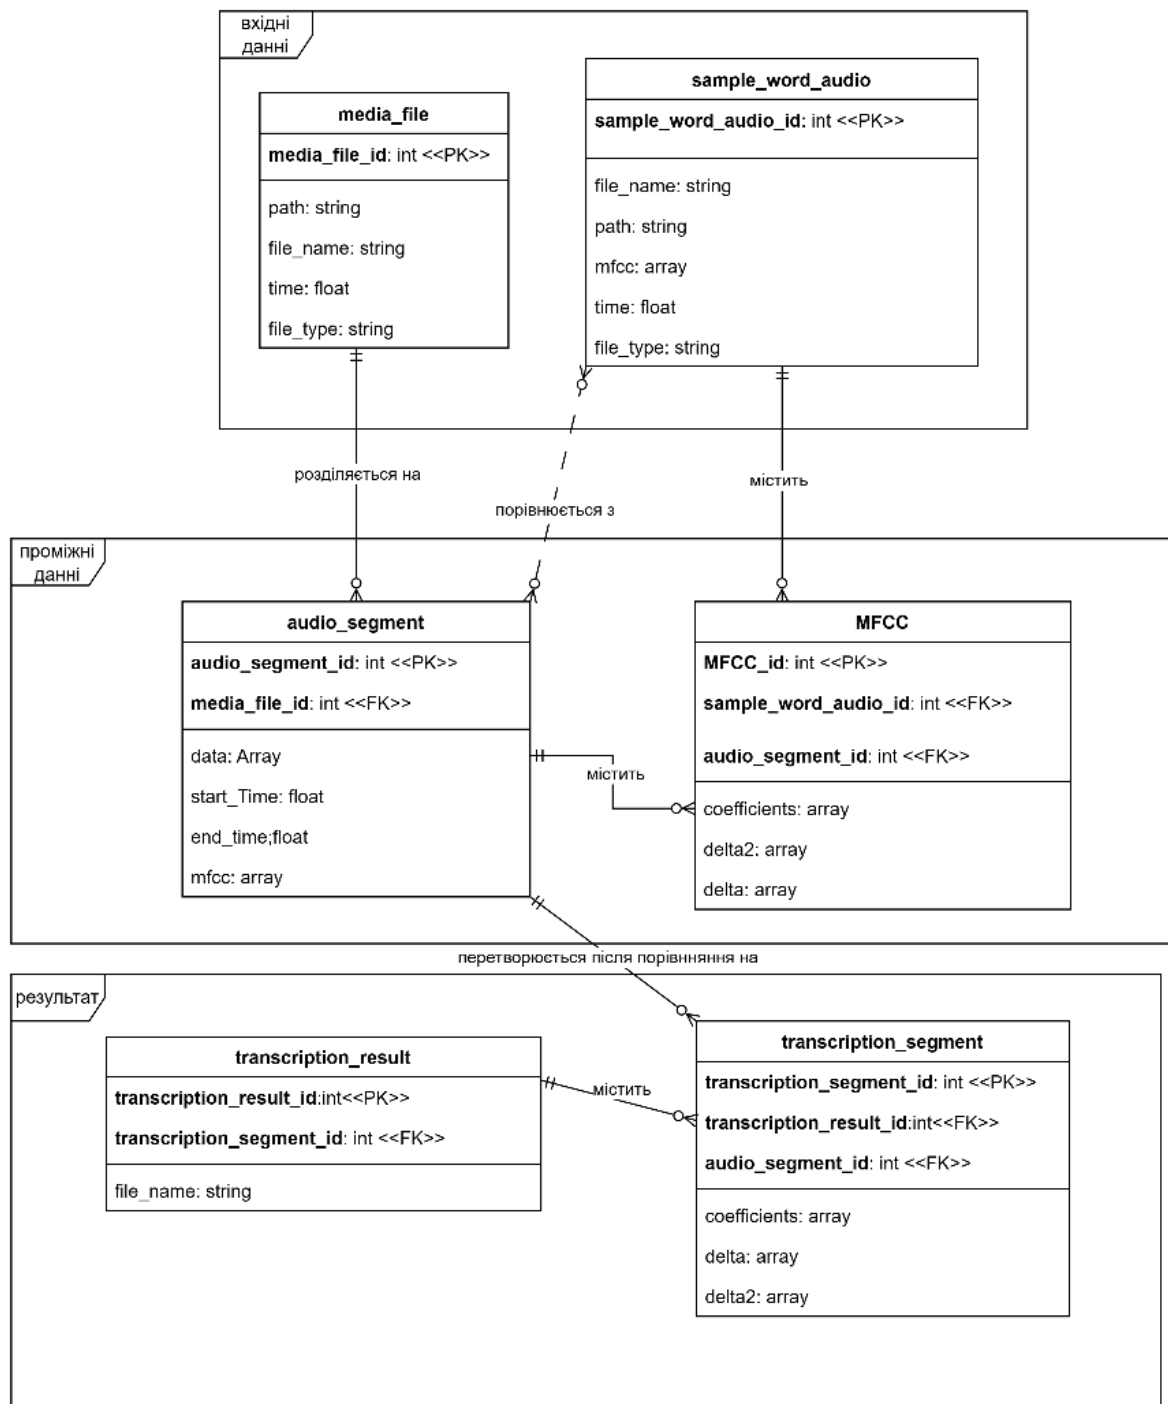 вхідні
данні
media_file
media_file_id: int <<PK>>
path: string
file_name: string
time: float
file_type: string
sample_word_audio
sample_word_audio_id: int <<PK>>
file_name: string
path: string
mfcc: array
time: float
file_type: string
розділяється на
порівнюється з
містить
проміжні
данні
audio_segment
audio_segment_id: int <<PK>>
media_file_id: int <<FK>>
data: Array
start_Time: float
end_time;float
mfcc: array
містить
MFCC
MFCC_id: int <<PK>>
sample_word_audio_id: int <<FK>>
audio_segment_id: int <<FK>>
coefficients: array
delta2: array
delta: array
перетворюється після порівнняння на
результат
transcription_result
transcription_result_id:int<<PK>>
transcription_segment_id: int <<FK>>
file_name: string
містить
transcription_segment
transcription_segment_id: int <<PK>>
transcription_result_id:int<<FK>>
audio_segment_id: int <<FK>>
coefficients: array
delta: array
delta2: array